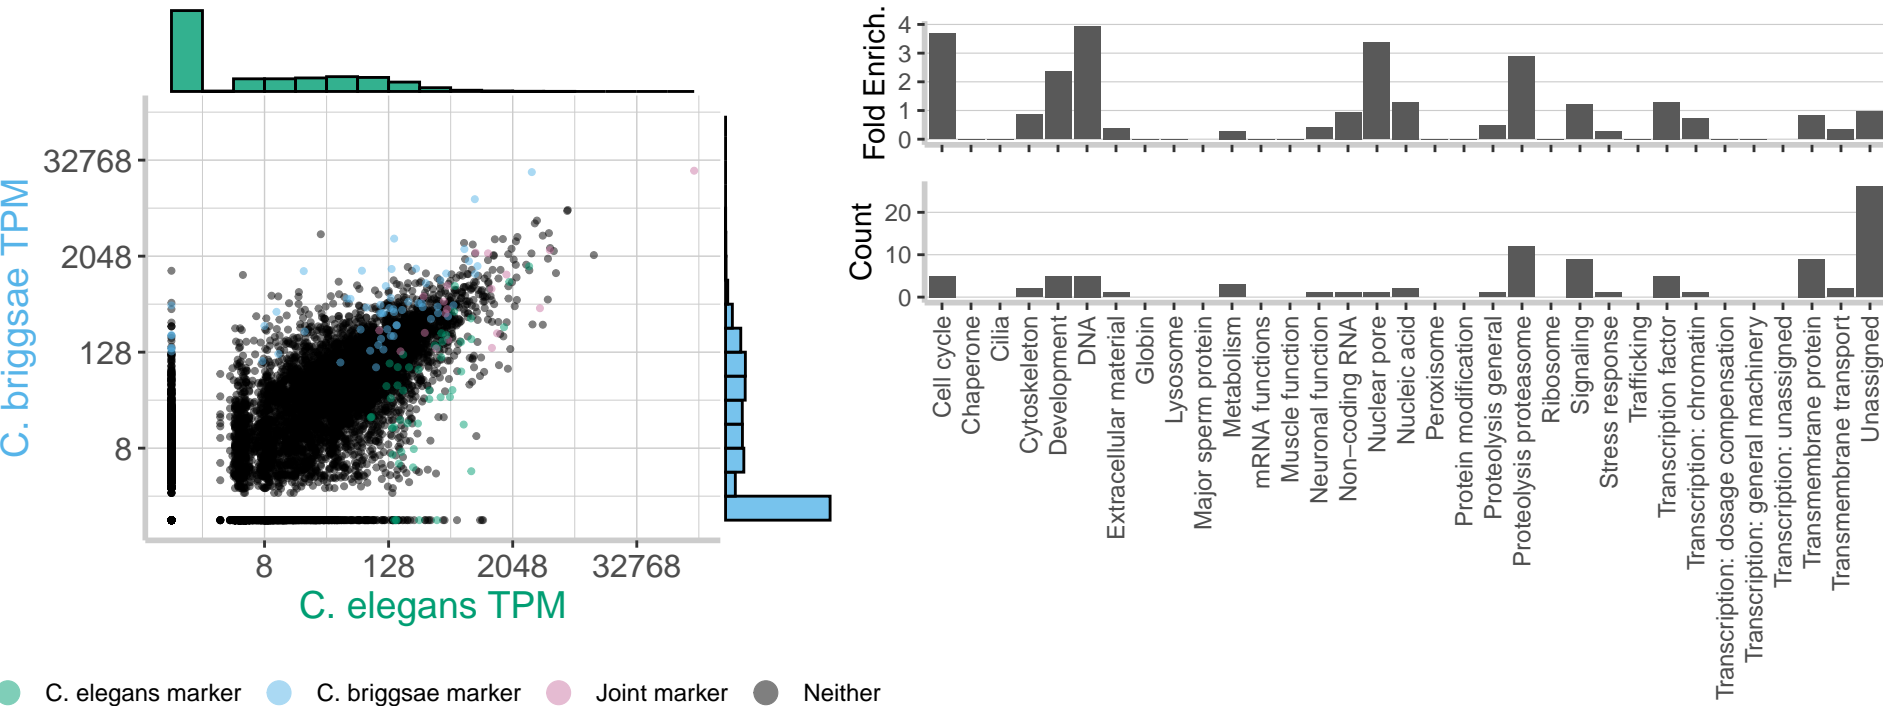 C. briggsae TPM
32768
2048
128
8
8
128
2048
32768
C. elegans TPM
C. elegans marker
C. briggsae marker
Joint marker
Neither
Fold Enrich.
4
3
2
1
0
Count
20
10
0
Cell cycle
Chaperone
Cilia
Cytoskeleton
Development
DNA
Extracellular material
Globin
Lysosome
Major sperm protein
Metabolism
mRNA functions
Muscle function
Neuronal function
Non−coding RNA
Nuclear pore
Nucleic acid
Peroxisome
Protein modification
Proteolysis general
Proteolysis proteasome
Ribosome
Signaling
Stress response
Trafficking
Transcription factor
Transcription: chromatin
Transcription: dosage compensation
Transcription: general machinery
Transcription: unassigned
Transmembrane protein
Transmembrane transport
Unassigned